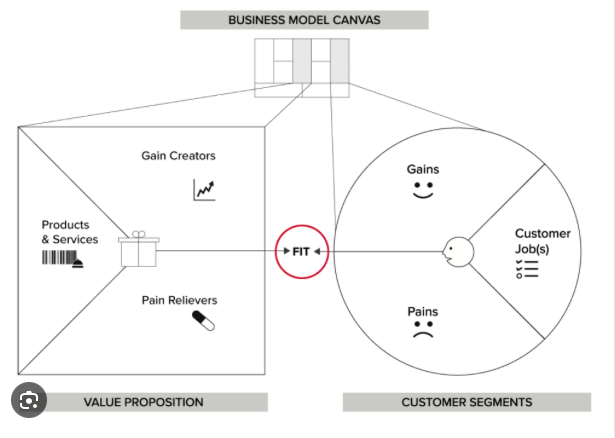 BUSINESS MODEL CANVAS
Gain Creators
Products
& Services
Pain Relievers
FIT
Gains
Customer
Job(s)
Pains
VALUE PROPOSITION
CUSTOMER SEGMENTS